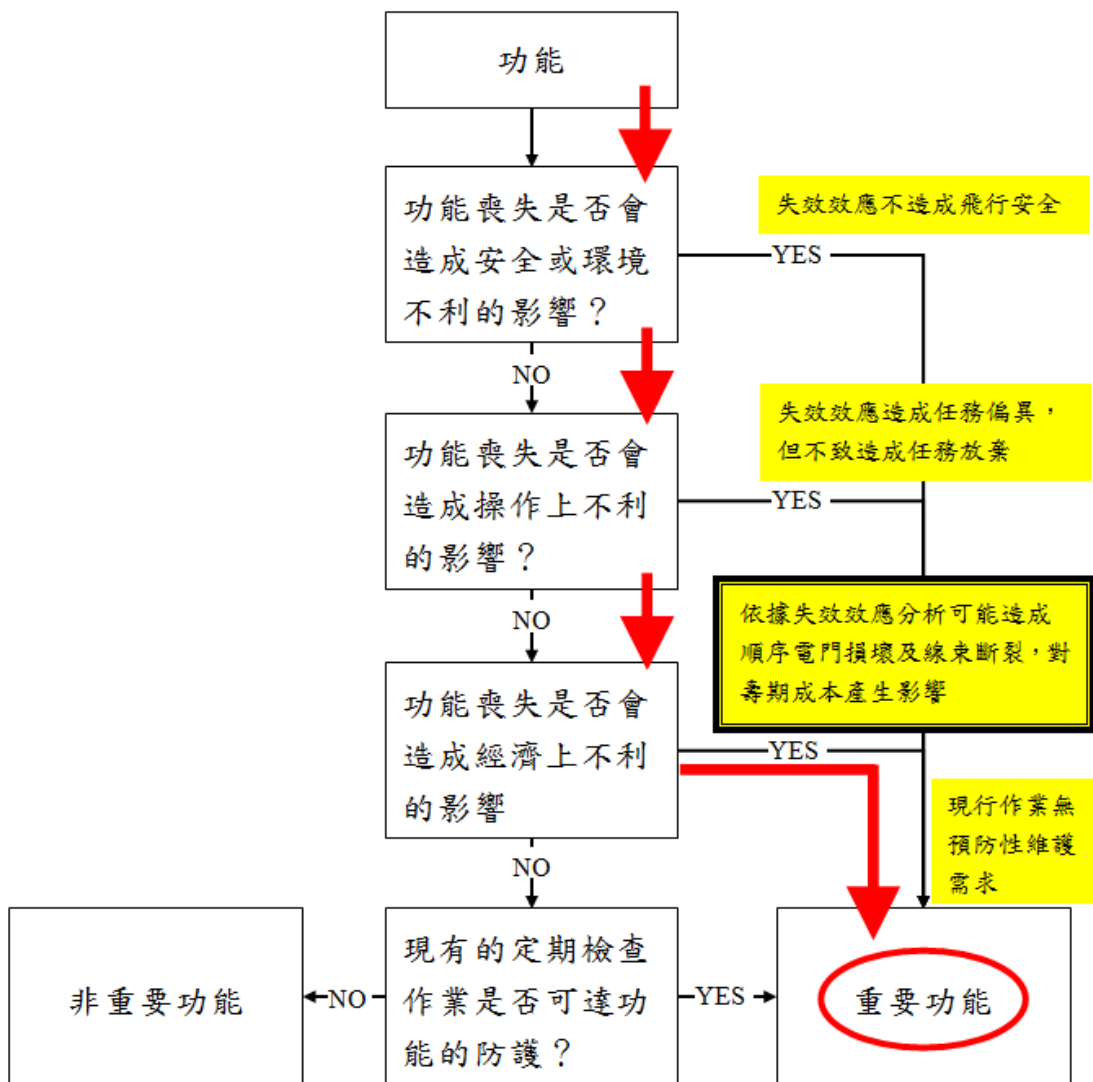 功能
功能喪失是否會
造成安全或環境
不利的影響？
失效效應不造成飛行安全
YES
NO
功能喪失是否會
造成操作上不利
的影響？
失效效應造成任務偏異，
但不致造成任務放棄
YES
NO
依據失效效應分析可能造成
順序電門損壞及線束斷裂，對
壽期成本產生影響
功能喪失是否會
造成經濟上不利
的影響
YES
NO
現行作業無
預防性維護
需求
非重要功能
NO
現有的定期檢查
作業是否可達功
能的防護？
YES
重要功能